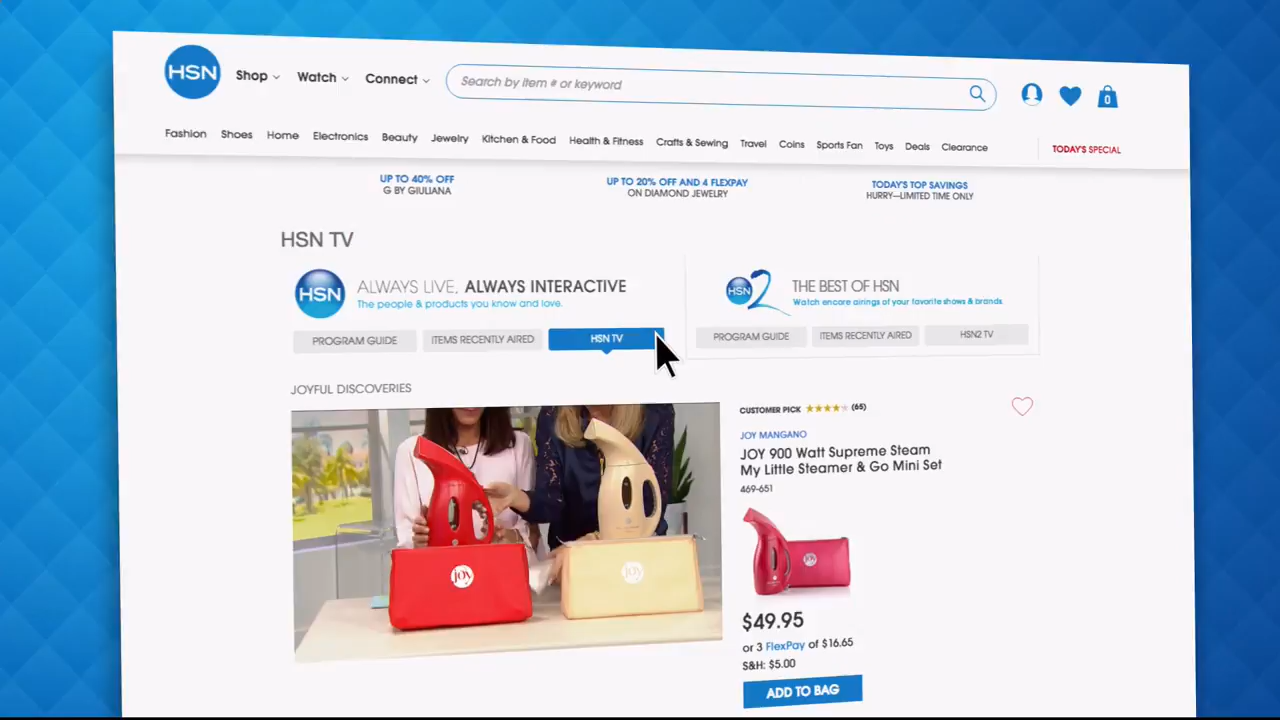 HSN
Shop
Watch
Connect
Search by item # or keyword
0
Fashion
Shoes
Home
Electronics
Beauty
Jewelry
Kitchen & Food
Health & Fitness
Crafts & Sewing
Travel
Coins
Sports Fan
Toys
Deals
Clearance
TODAY'S SPECIAL
UP TO 40% OFF
G BY GIULIANA
UP TO 20% OFF AND 4 FLEXPAY
ON DIAMOND JEWELRY
TODAY'S TOP SAVINGS
HURRY—LIMITED TIME ONLY
HSN TV
HSN
ALWAYS LIVE, ALWAYS INTERACTIVE
The people & products you know and love.
PROGRAM GUIDE
ITEMS RECENTLY AIRED
HSN TV
HSN2
THE BEST OF HSN
Watch encore airings of your favorite shows & brands.
PROGRAM GUIDE
ITEMS RECENTLY AIRED
HSN2 TV
JOYFUL DISCOVERIES
joy
joy
CUSTOMER PICK
(65)
JOY MANGANO
JOY 900 Watt Supreme Steam
My Little Steamer & Go Mini Set
469-651
$49.95
or 3 FlexPay of $16.65
S&H: $5.00
ADD TO BAG